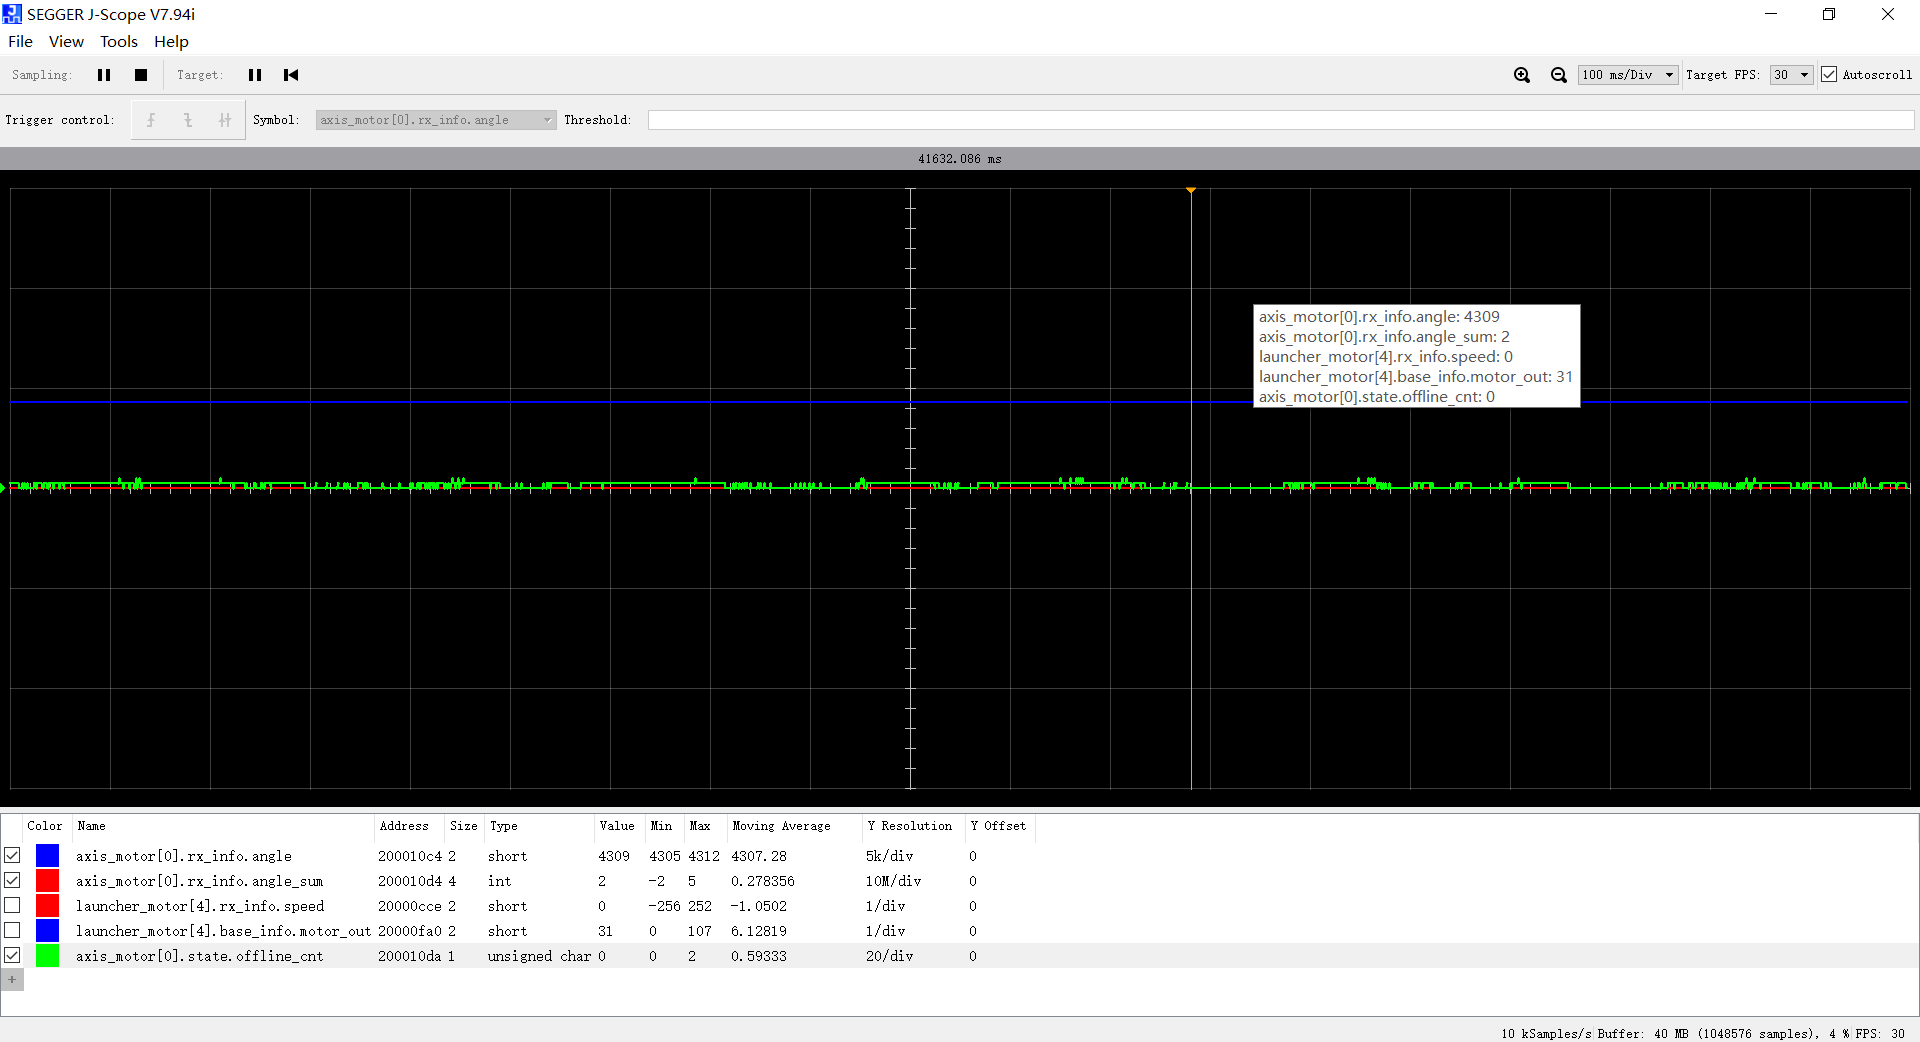 SEGGER J-Scope V7.94i
File View Tools Help
Sampling: Target: 100 ms/Div Target FPS: 30 Autoscroll
Trigger control: Symbol: axis_motor[0].rx_info.angle Threshold:
41632.086 ms
axis_motor[0].rx_info.angle: 4309
axis_motor[0].rx_info.angle_sum: 2
launcher_motor[4].rx_info.speed: 0
launcher_motor[4].base_info.motor_out: 31
axis_motor[0].state.offline_cnt: 0
Color Name Address Size Type Value Min Max Moving Average Y Resolution Y Offset
axis_motor[0].rx_info.angle 200010c4 2 short 4309 4305 4312 4307.28 5k/div 0
axis_motor[0].rx_info.angle_sum 200010d4 4 int 2 -2 5 0.278356 10M/div 0
launcher_motor[4].rx_info.speed 20000cce 2 short 0 -256 252 -1.0502 1/div 0
launcher_motor[4].base_info.motor_out 20000fa0 2 short 31 0 107 6.12819 1/div 0
axis_motor[0].state.offline_cnt 200010da 1 unsigned char 0 0 2 0.59333 20/div 0
+
10 kSamples/s Buffer: 40 MB (1048576 samples), 4 % FPS: 30